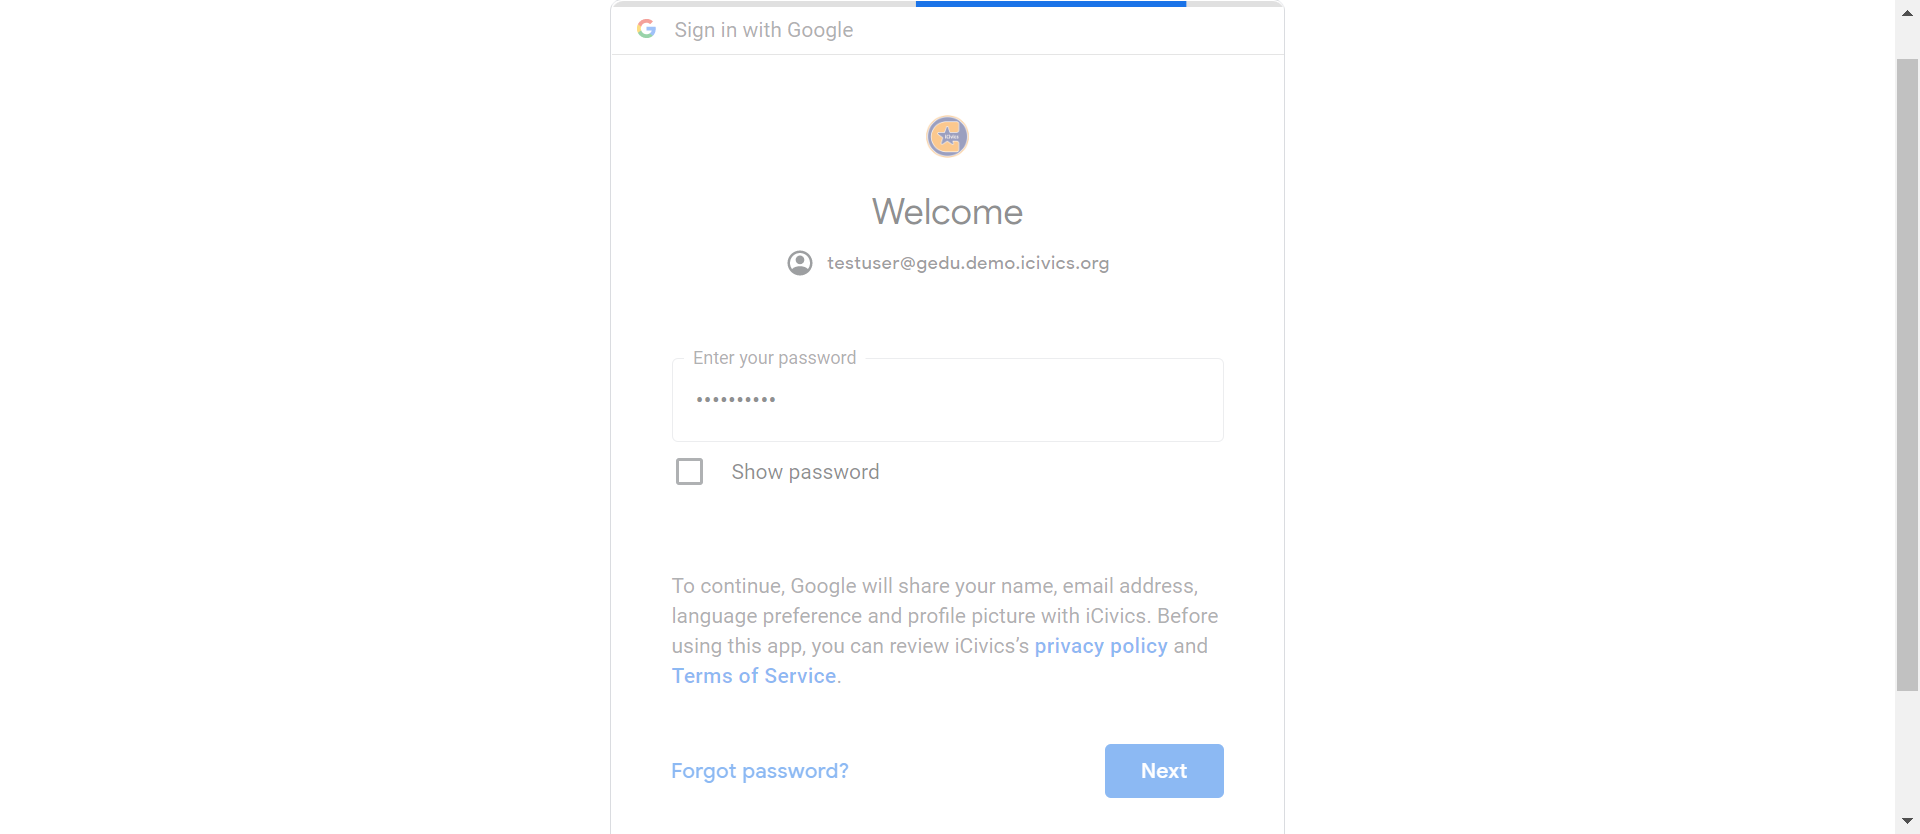 Sign in with Google
iCivics
Welcome
testuser@gedu.demo.icivics.org
Enter your password
••••••••••
Show password
To continue, Google will share your name, email address,
language preference and profile picture with iCivics. Before
using this app, you can review iCivics’s privacy policy and
Terms of Service.
Forgot password?
Next